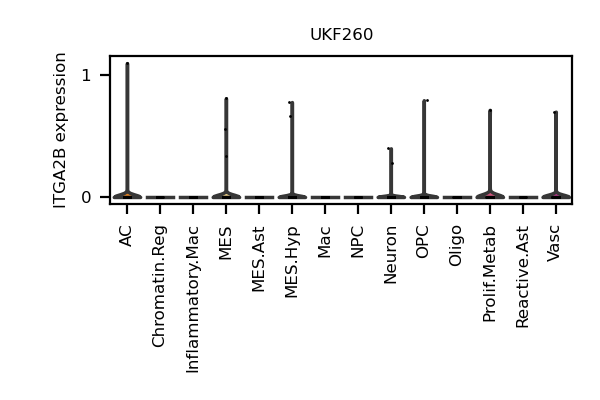 UKF260
ITGA2B expression
1
0
AC
Chromatin.Reg
Inflammatory.Mac
MES
MES.Ast
MES.Hyp
Mac
NPC
Neuron
OPC
Oligo
Prolif.Metab
Reactive.Ast
Vasc